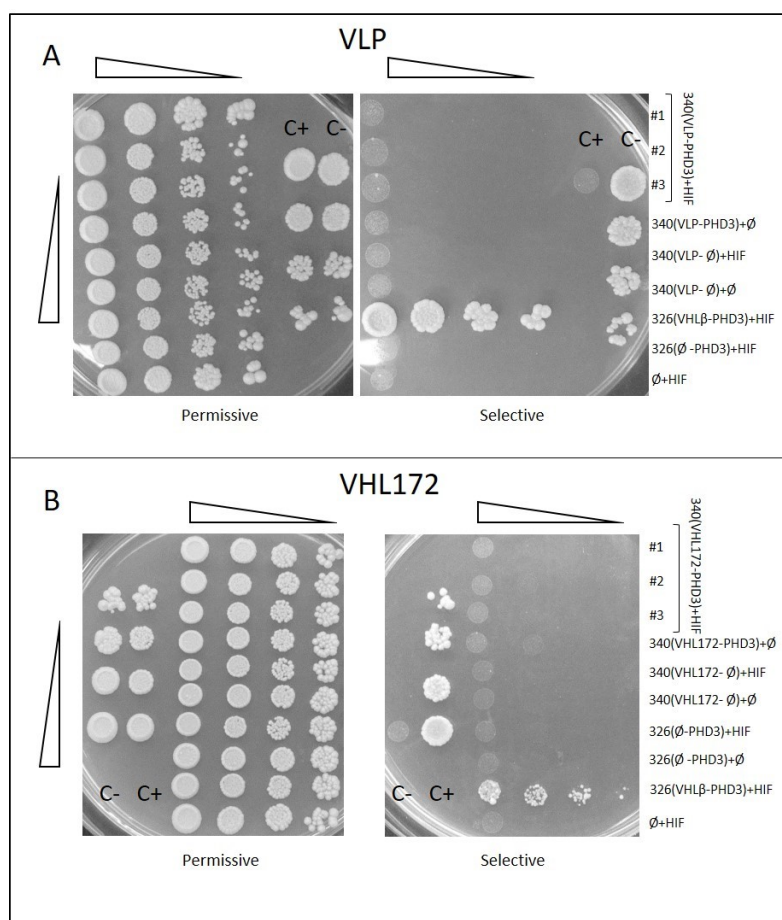 A
VLP
C+ C-
C+ C-
#1
#2
#3
340(VLP-PHD3)+HIF
340(VLP-PHD3)+Ø
340(VLP- Ø)+HIF
340(VLP- Ø)+Ø
326(VHLβ-PHD3)+HIF
326(Ø -PHD3)+HIF
Ø+HIF
Permissive
Selective
B
VHL172
#1
#2
#3
340(VHL172-PHD3)+HIF
340(VHL172-PHD3)+Ø
340(VHL172- Ø)+HIF
340(VHL172- Ø)+Ø
326(Ø-PHD3)+HIF
326(Ø -PHD3)+Ø
326(VHLβ-PHD3)+HIF
Ø+HIF
C- C+
C- C+
Permissive
Selective